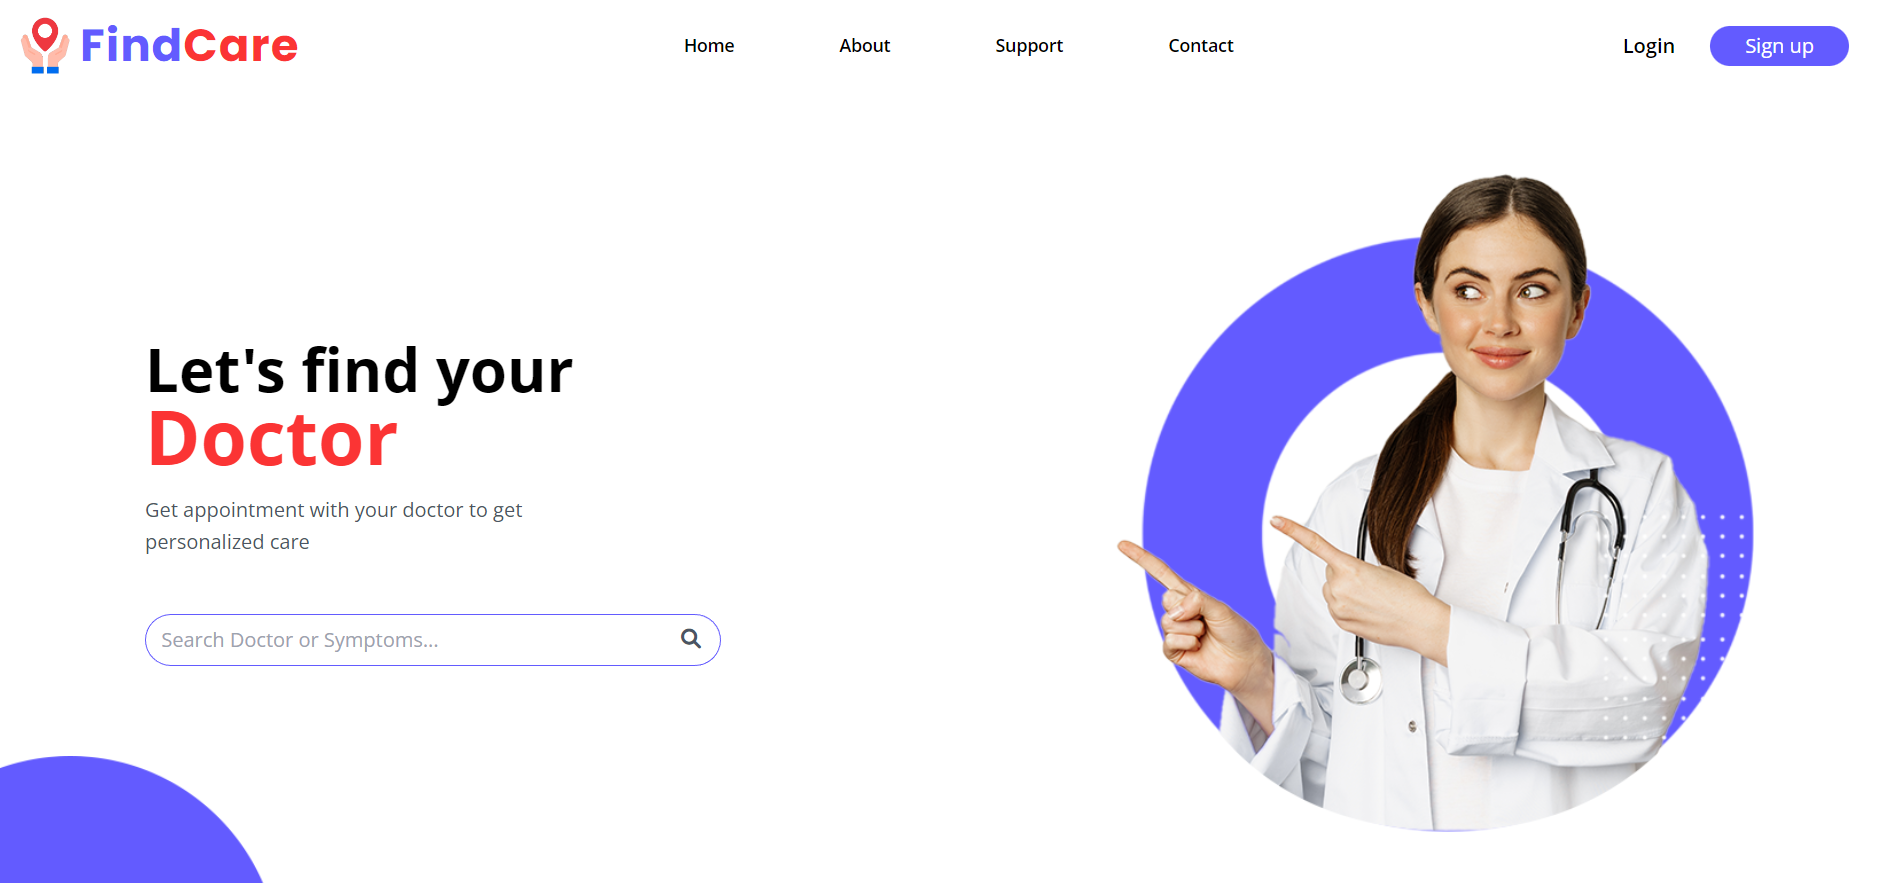 FindCare
Home
About
Support
Contact
Login
Sign up
Let's find your
Doctor
Get appointment with your doctor to get
personalized care
Search Doctor or Symptoms...